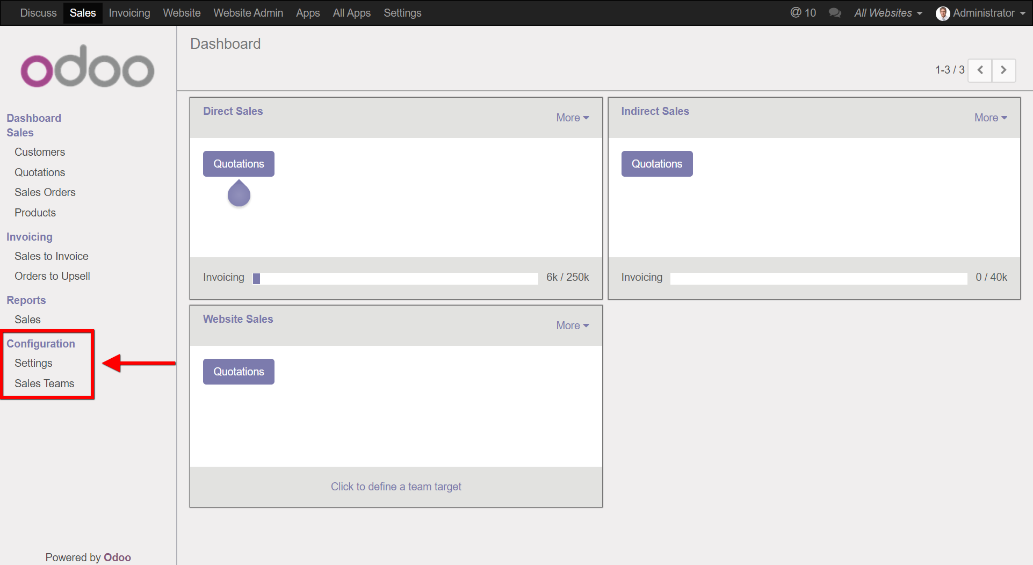 Discuss Sales Invoicing Website Website Admin Apps All Apps Settings @ 10 All Websites Administrator
odoo
Dashboard
1-3 / 3
Dashboard
Sales
Customers
Quotations
Sales Orders
Products
Invoicing
Sales to Invoice
Orders to Upsell
Reports
Sales
Configuration
Settings
Sales Teams
Powered by Odoo
Direct Sales
More
Quotations
Invoicing 6k / 250k
Indirect Sales
More
Quotations
Invoicing 0 / 40k
Website Sales
More
Quotations
Click to define a team target